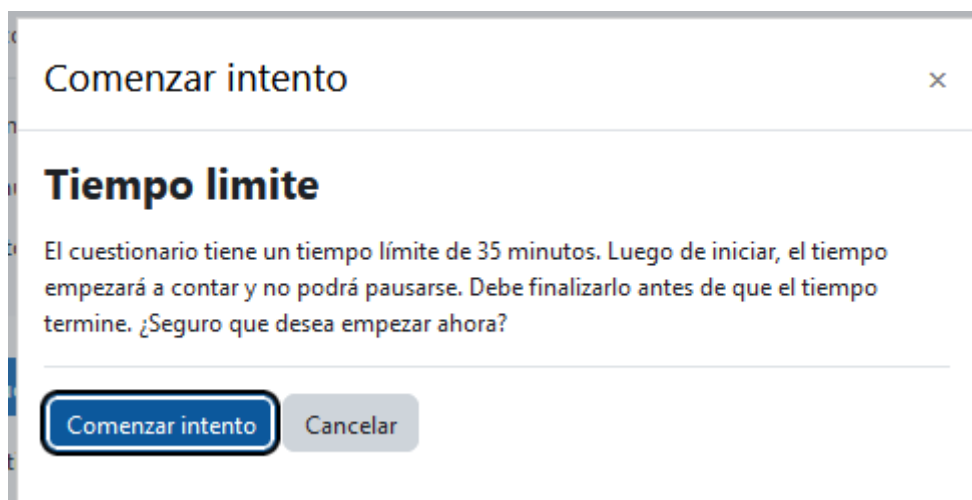 Comenzar intento
×
Tiempo limite
El cuestionario tiene un tiempo límite de 35 minutos. Luego de iniciar, el tiempo
empezará a contar y no podrá pausarse. Debe finalizarlo antes de que el tiempo
termine. ¿Seguro que desea empezar ahora?
Comenzar intento Cancelar